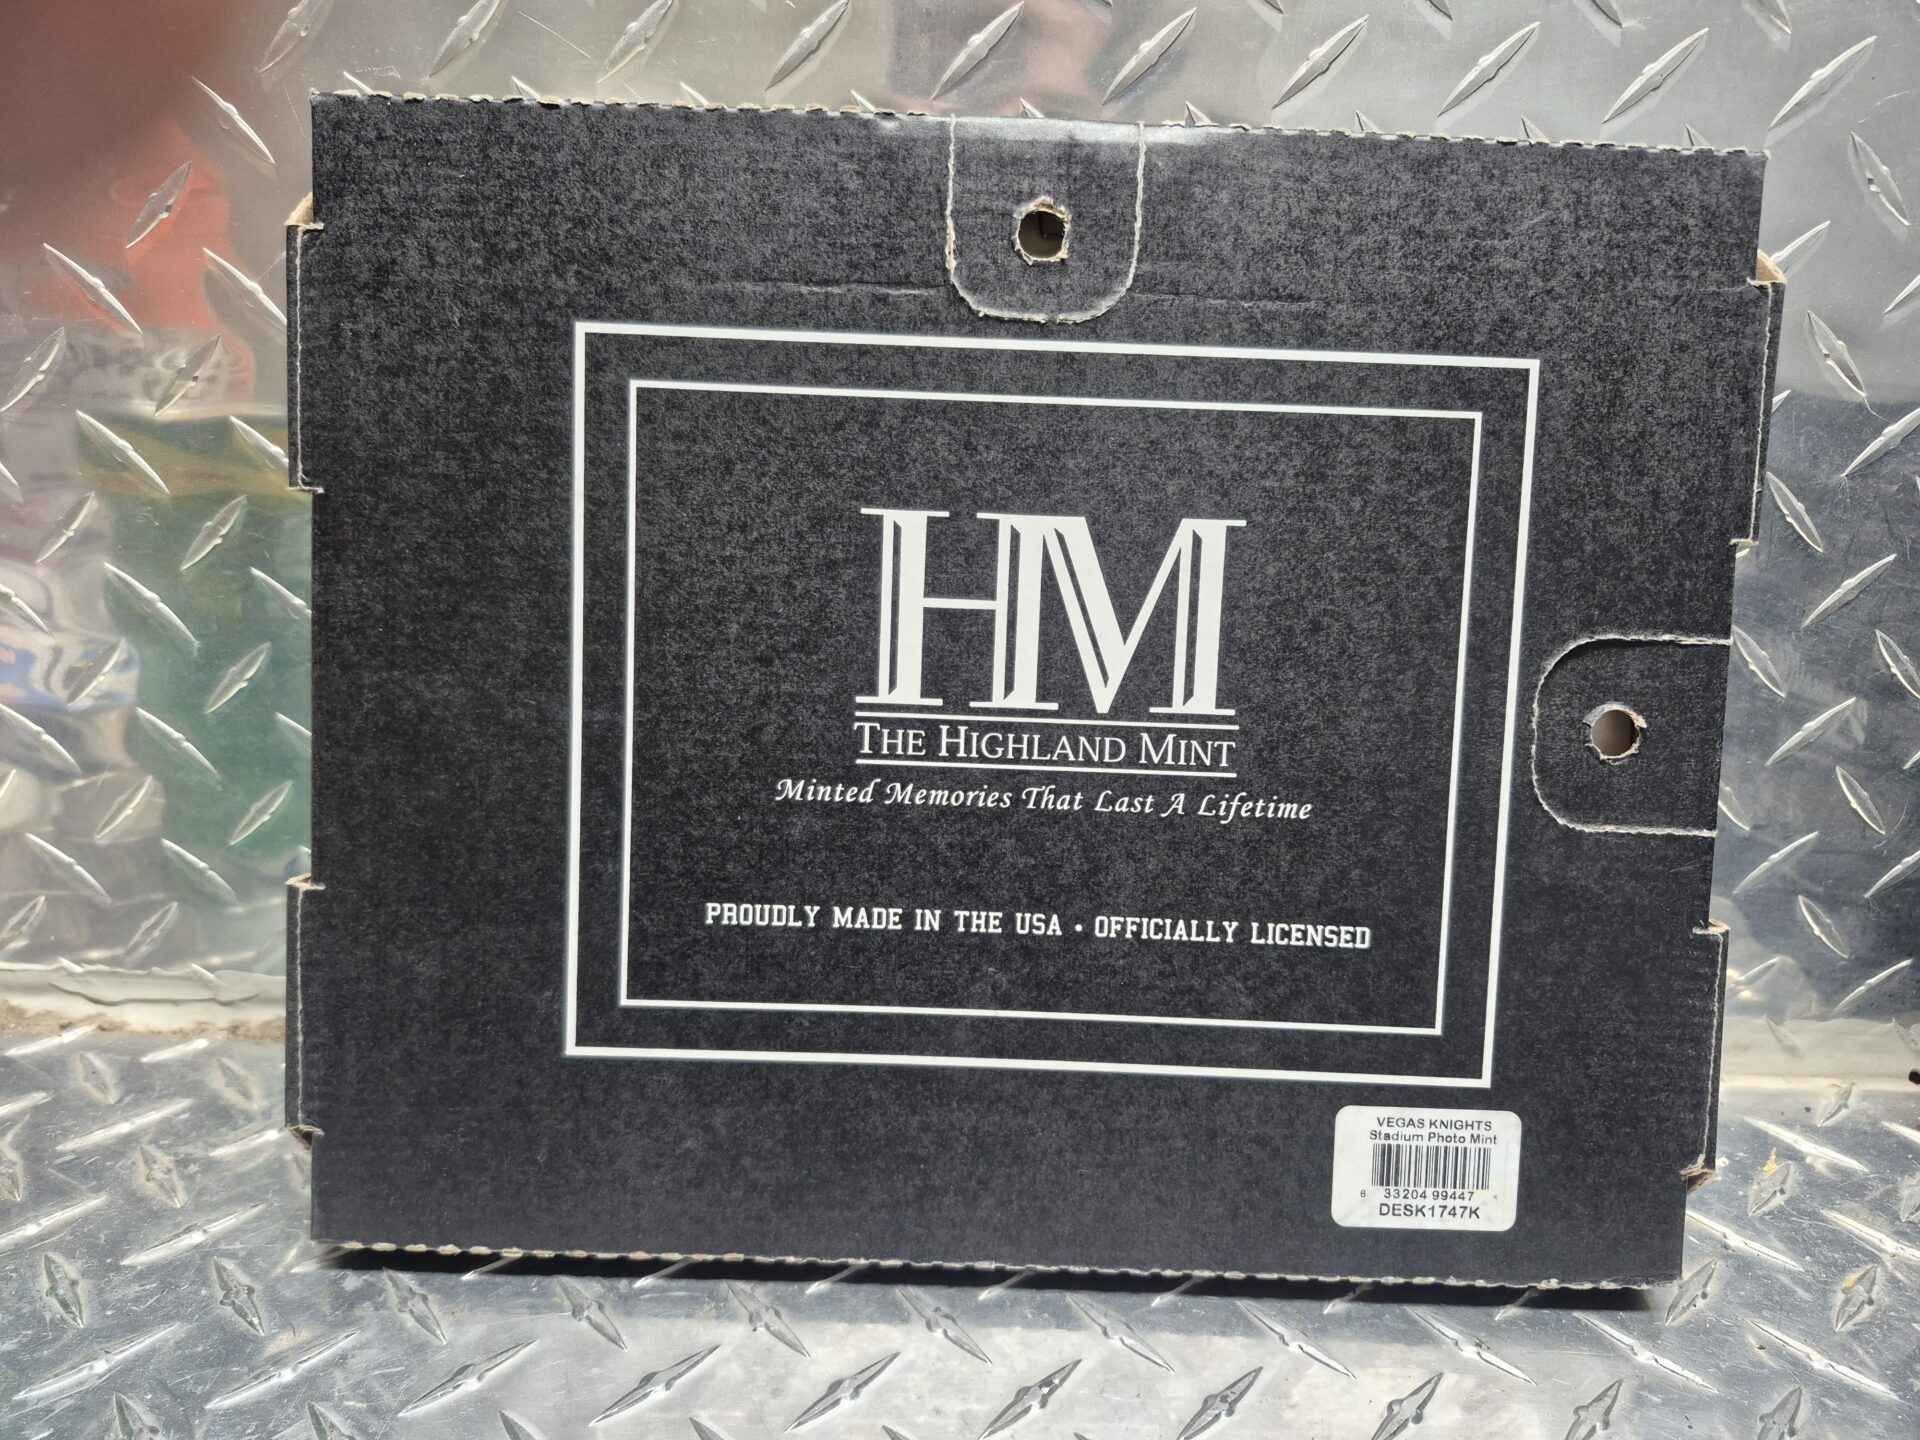 HM
THE HIGHLAND MINT
Minted Memories That Last A Lifetime
PROUDLY MADE IN THE USA • OFFICIALLY LICENSED
VEGAS KNIGHTS
Stadium Photo Mint
33204 99447
DESK1747K